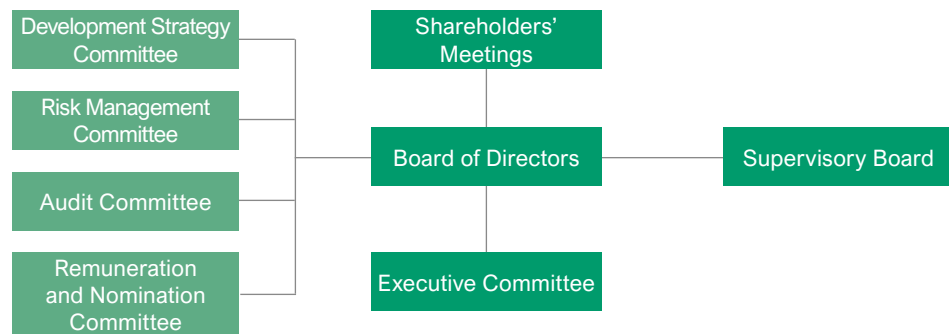 Development Strategy
Committee
Risk Management
Committee
Audit Committee
Remuneration
and Nomination
Committee
Shareholders’
Meetings
Board of Directors
Executive Committee
Supervisory Board